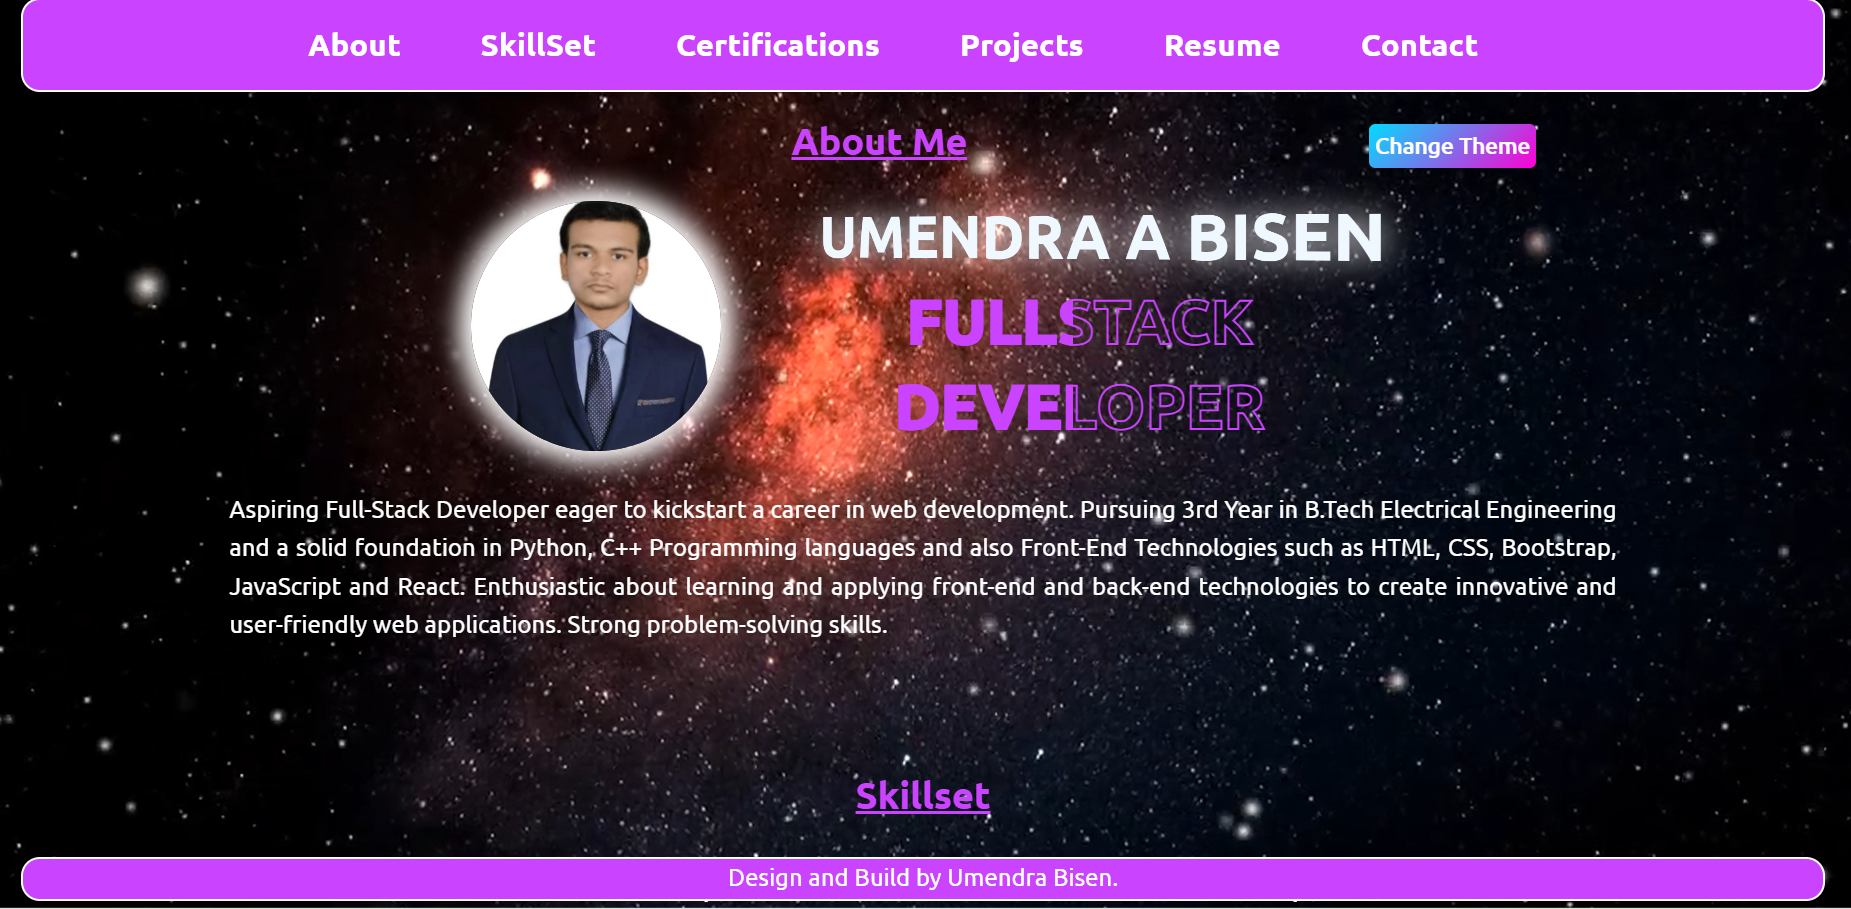 About SkillSet Certifications Projects Resume Contact
About Me
Change Theme
UMENDRA A BISEN
FULLSTACK
DEVELOPER
Aspiring Full-Stack Developer eager to kickstart a career in web development. Pursuing 3rd Year in B.Tech Electrical Engineering
and a solid foundation in Python, C++ Programming languages and also Front-End Technologies such as HTML, CSS, Bootstrap,
JavaScript and React. Enthusiastic about learning and applying front-end and back-end technologies to create innovative and
user-friendly web applications. Strong problem-solving skills.
Skillset
Design and Build by Umendra Bisen.